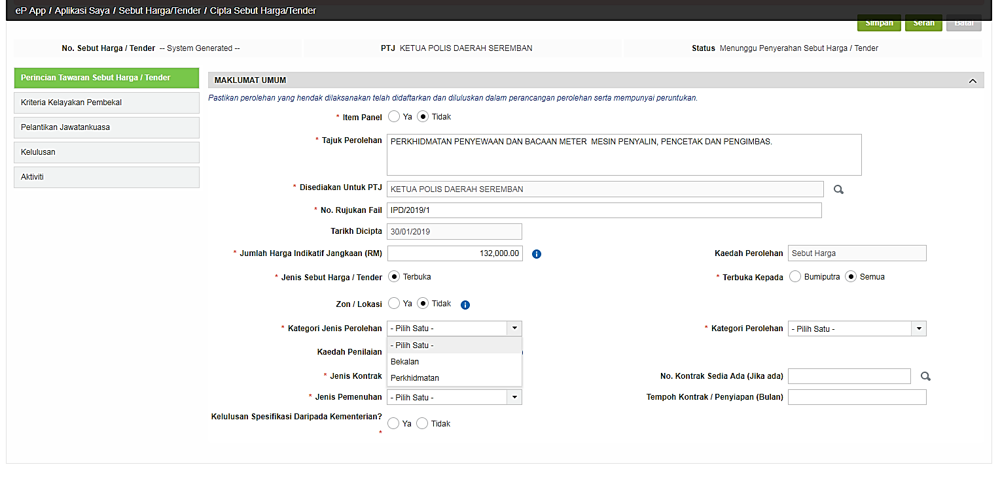 eP App / Aplikasi Saya / Sebut Harga/Tender / Cipta Sebut Harga/Tender
Simpan Serah Batal
No. Sebut Harga / Tender -- System Generated -- PTJ KETUA POLIS DAERAH SEREMBAN Status Menunggu Penyerahan Sebut Harga / Tender
Perincian Tawaran Sebut Harga / Tender
Kriteria Kelayakan Pembekal
Pelantikan Jawatankuasa
Kelulusan
Aktiviti
MAKLUMAT UMUM
Pastikan perolehan yang hendak dilaksanakan telah didaftarkan dan diluluskan dalam perancangan perolehan serta mempunyai peruntukan.
* Item Panel Ya Tidak
* Tajuk Perolehan PERKHIDMATAN PENYEWAAN DAN BACAAN METER MESIN PENYALIN, PENCETAK DAN PENGIMBAS.
* Disediakan Untuk PTJ KETUA POLIS DAERAH SEREMBAN
* No. Rujukan Fail IPD/2019/1
Tarikh Dicipta 30/01/2019
* Jumlah Harga Indikatif Jangkaan (RM) 132,000.00 Kaedah Perolehan Sebut Harga
* Jenis Sebut Harga / Tender Terbuka * Terbuka Kepada Bumiputra Semua
Zon / Lokasi Ya Tidak
* Kategori Jenis Perolehan - Pilih Satu - * Kategori Perolehan - Pilih Satu -
- Pilih Satu -
Kaedah Penilaian
Bekalan
* Jenis Kontrak Perkhidmatan No. Kontrak Sedia Ada (Jika ada)
* Jenis Pemenuhan - Pilih Satu - Tempoh Kontrak / Penyiapan (Bulan)
Kelulusan Spesifikasi Daripada Kementerian? Ya Tidak
*